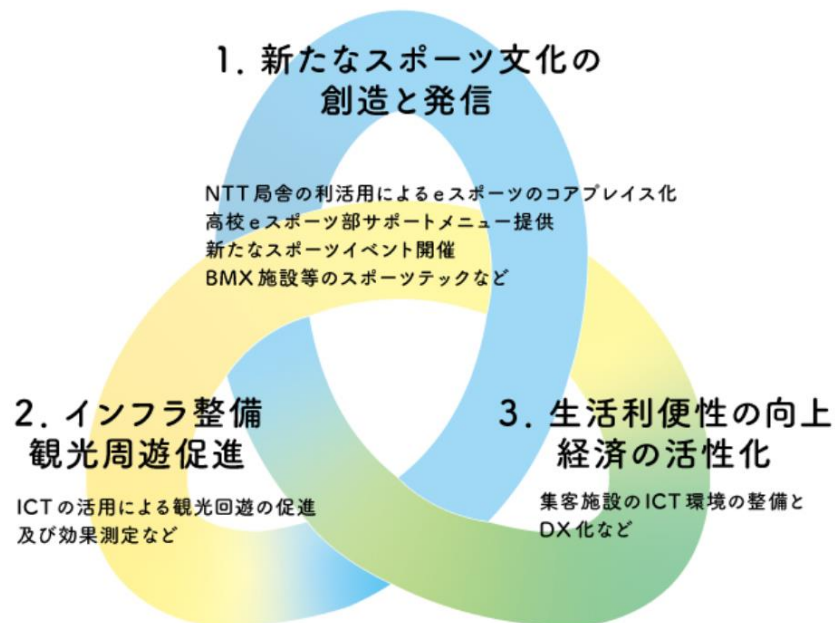 1. 新たなスポーツ文化の
創造と発信
NTT局舎の利活用によるeスポーツのコアプレイス化
高校eスポーツ部サポートメニュー提供
新たなスポーツイベント開催
BMX施設等のスポーツテックなど
2. インフラ整備
観光周遊促進
ICTの活用による観光回遊の促進
及び効果測定など
3. 生活利便性の向上
経済の活性化
集客施設のICT環境の整備と
DX化など